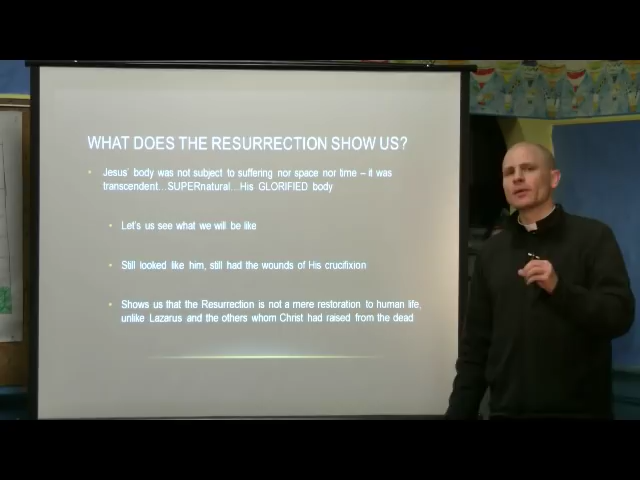 WHAT DOES THE RESURRECTION SHOW US?
Jesus' body was not subject to suffering nor space nor time – it was
transcendent…SUPERnatural…His GLORIFIED body
Let's us see what we will be like
Still looked like him, still had the wounds of His crucifixion
Shows us that the Resurrection is not a mere restoration to human life,
unlike Lazarus and the others whom Christ had raised from the dead